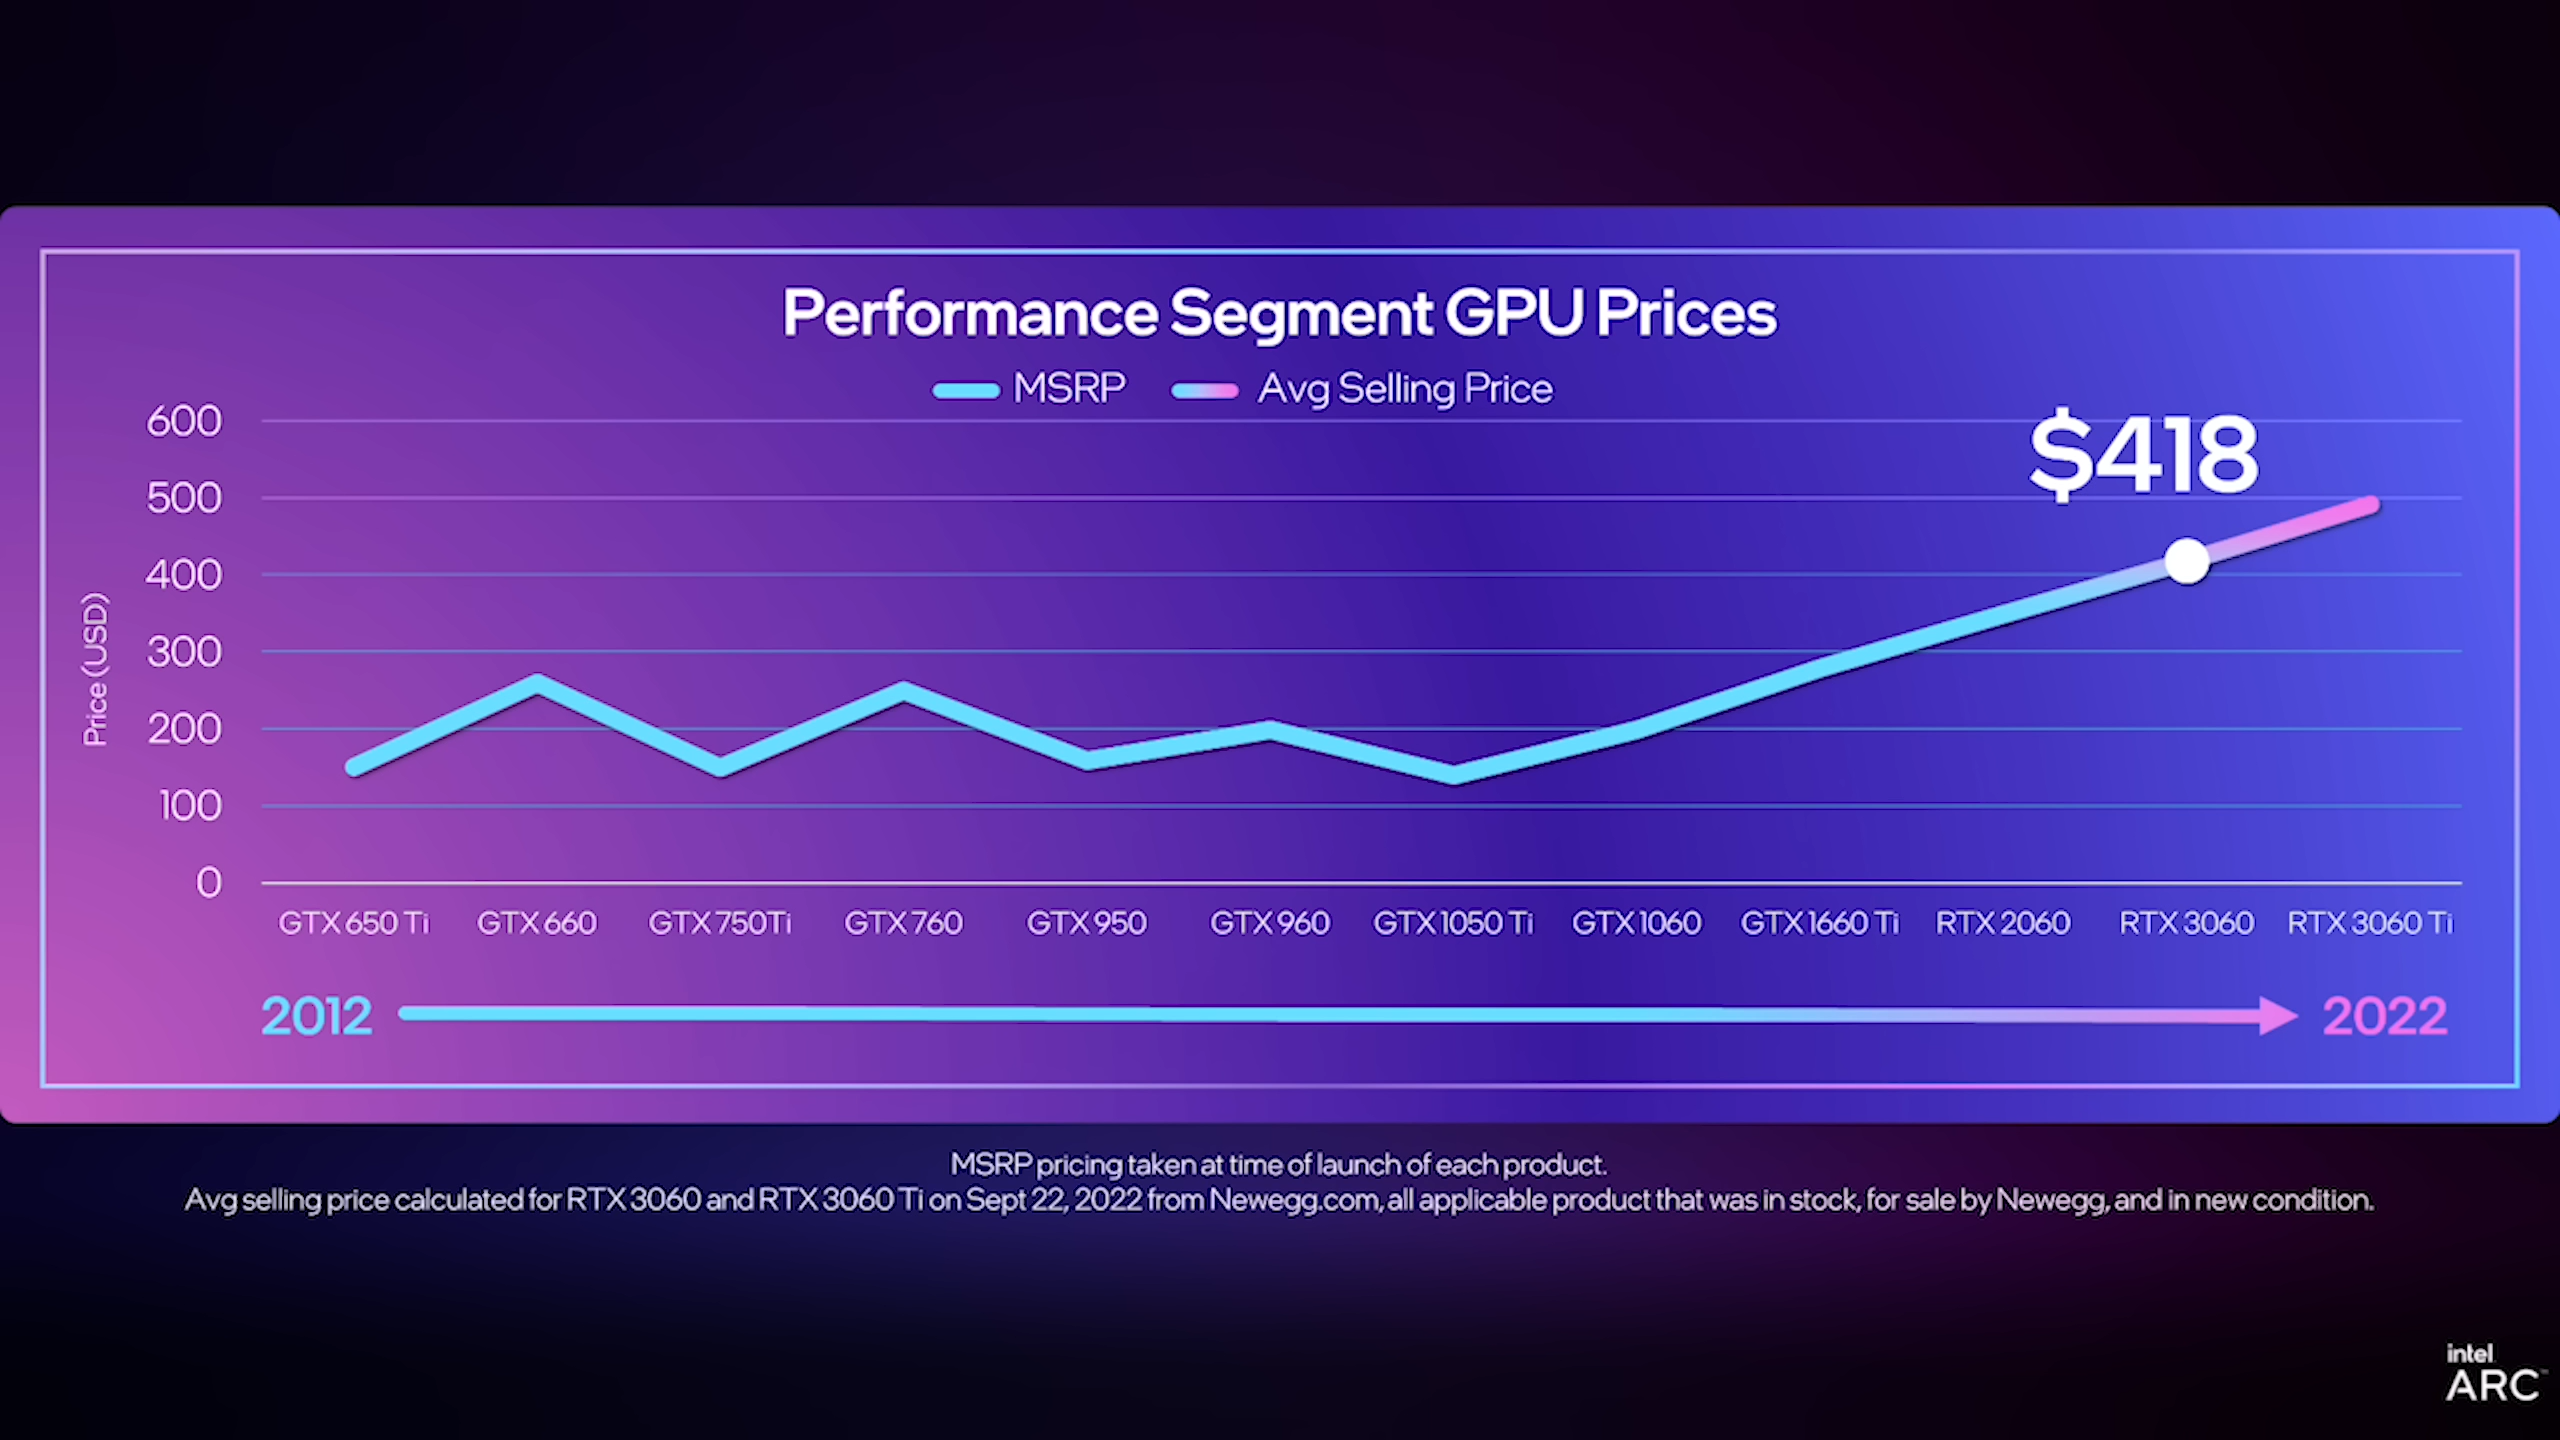 Performance Segment GPU Prices
MSRP Avg Selling Price
600
500
400
300
200
100
0
Price (USD)
$418
GTX 650 Ti GTX 660 GTX 750Ti GTX 760 GTX 950 GTX 960 GTX 1050 Ti GTX 1060 GTX 1660 Ti RTX 2060 RTX 3060 RTX 3060 Ti
2012 2022
MSRP pricing taken at time of launch of each product.
Avg selling price calculated for RTX 3060 and RTX 3060 Ti on Sept 22, 2022 from Newegg.com, all applicable product that was in stock, for sale by Newegg, and in new condition.
intel
ARC